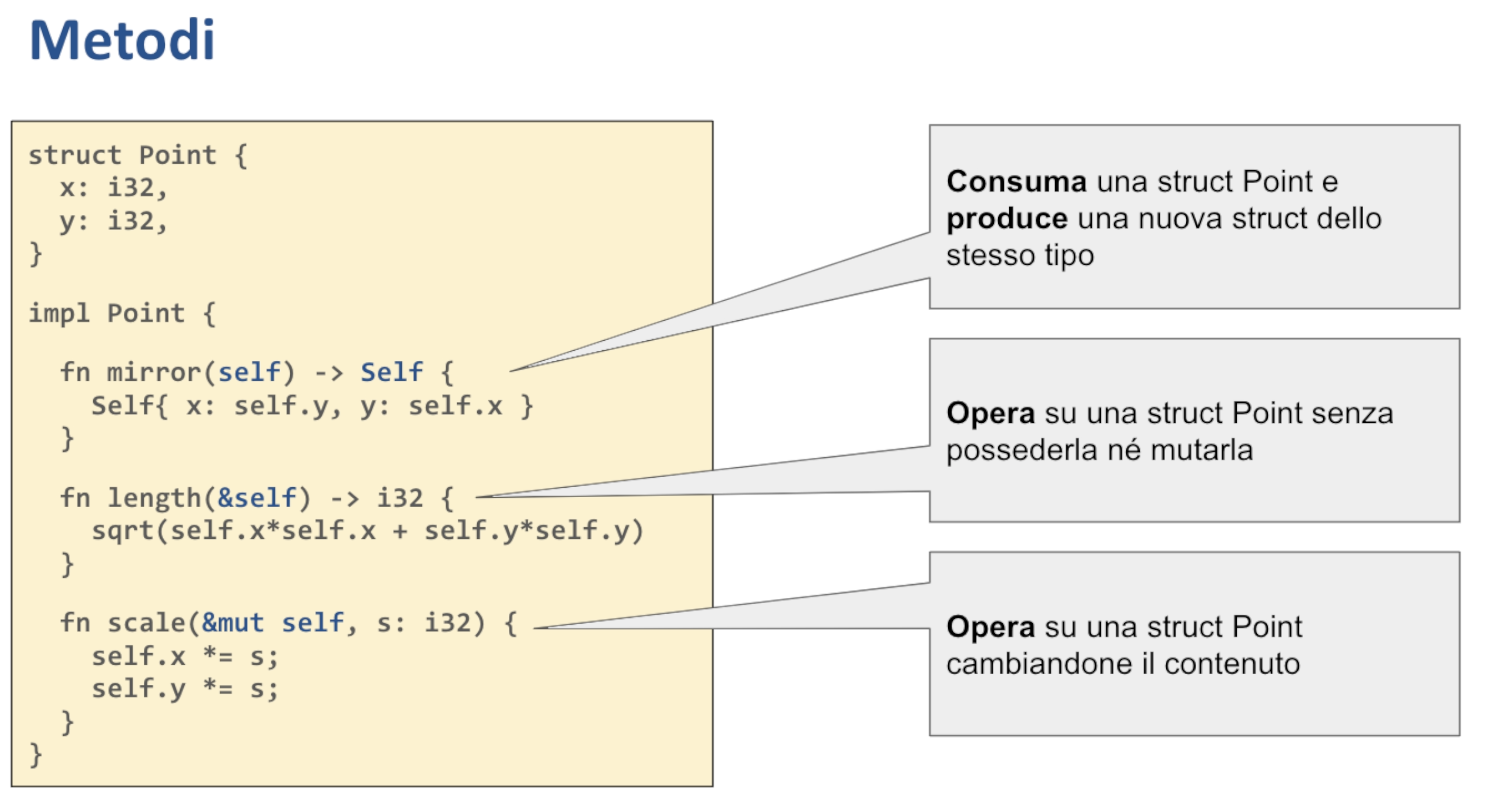 Metodi
struct Point {
  x: i32,
  y: i32,
}
impl Point {
  fn mirror(self) -> Self {
    Self{ x: self.y, y: self.x }
  }
  fn length(&self) -> i32 {
    sqrt(self.x*self.x + self.y*self.y)
  }
  fn scale(&mut self, s: i32) {
    self.x *= s;
    self.y *= s;
  }
}
Consuma una struct Point e
produce una nuova struct dello
stesso tipo
Opera su una struct Point senza
possederla né mutarla
Opera su una struct Point
cambiandone il contenuto